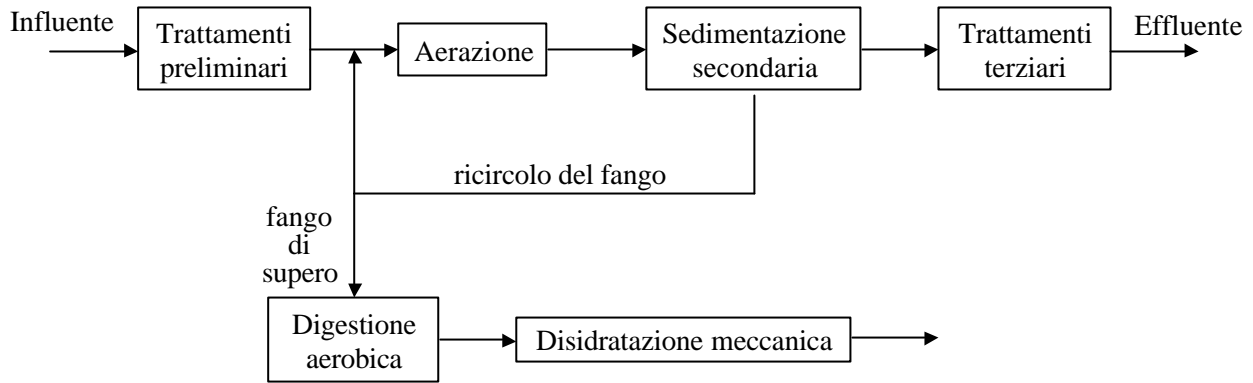 Influente
Trattamenti
preliminari
Aerazione
Sedimentazione
secondaria
Trattamenti
terziari
Effluente
ricircolo del fango
fango
di
supero
Digestione
aerobica
Disidratazione meccanica